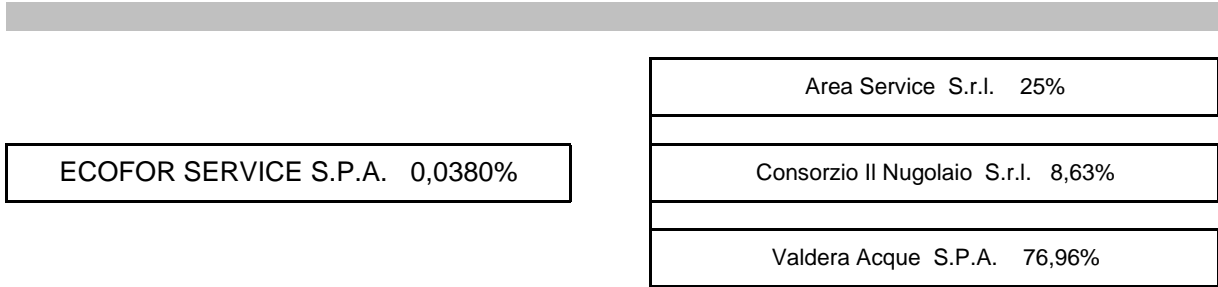 Area Service S.r.l. 25%
ECOFOR SERVICE S.P.A. 0,0380%
Consorzio Il Nugolaio S.r.l. 8,63%
Valdera Acque S.P.A. 76,96%